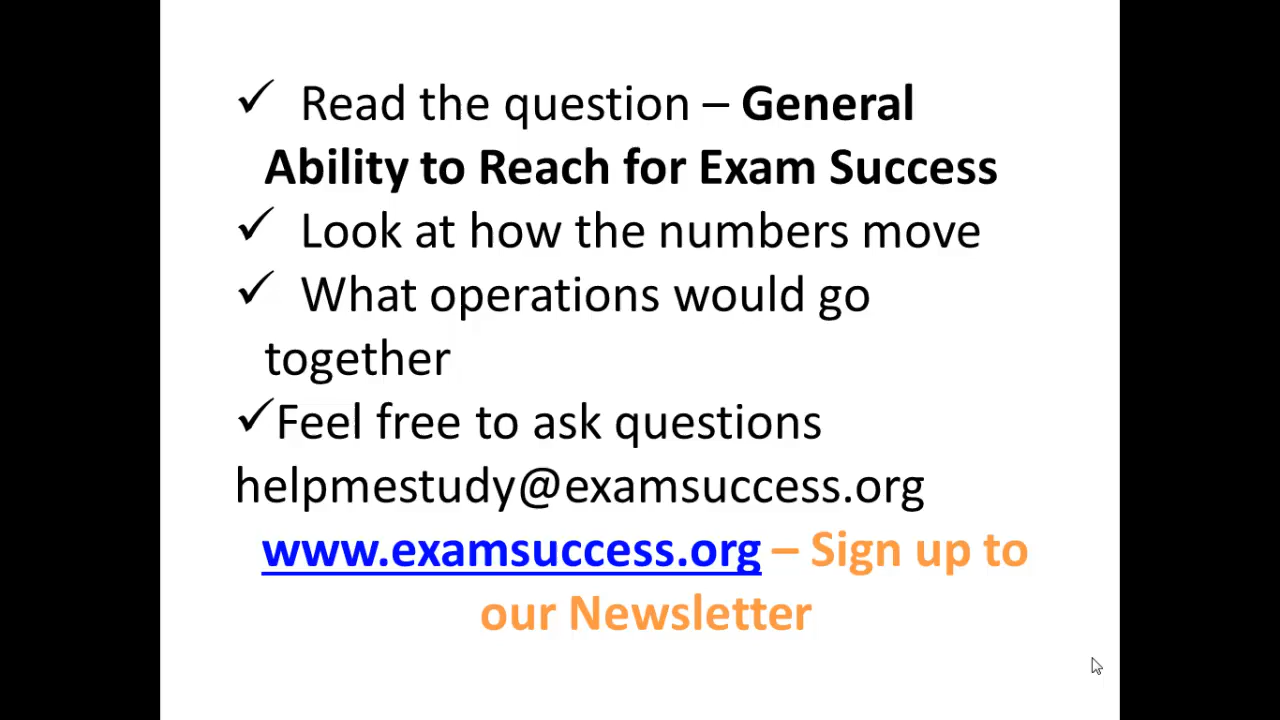 ✓ Read the question – General
Ability to Reach for Exam Success
✓ Look at how the numbers move
✓ What operations would go
together
✓Feel free to ask questions
helpmestudy@examsuccess.org
www.examsuccess.org – Sign up to
our Newsletter